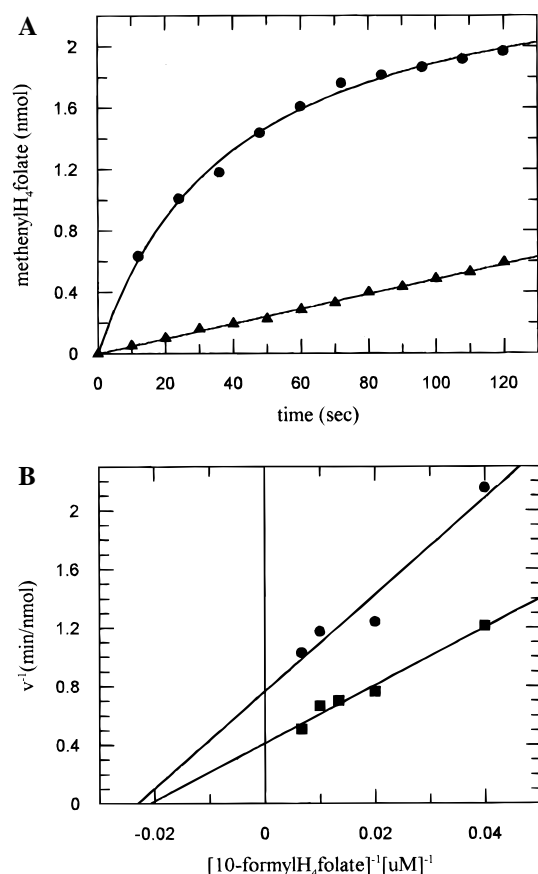 A
methenylH₄folate (nmol)
2
1.6
1.2
0.8
0.4
0
0 20 40 60 80 100 120
time (sec)
B
v⁻¹(min/nmol)
2
1.6
1.2
0.8
0.4
0
-0.02 0 0.02 0.04
[10-formylH₄folate]⁻¹[uM]⁻¹